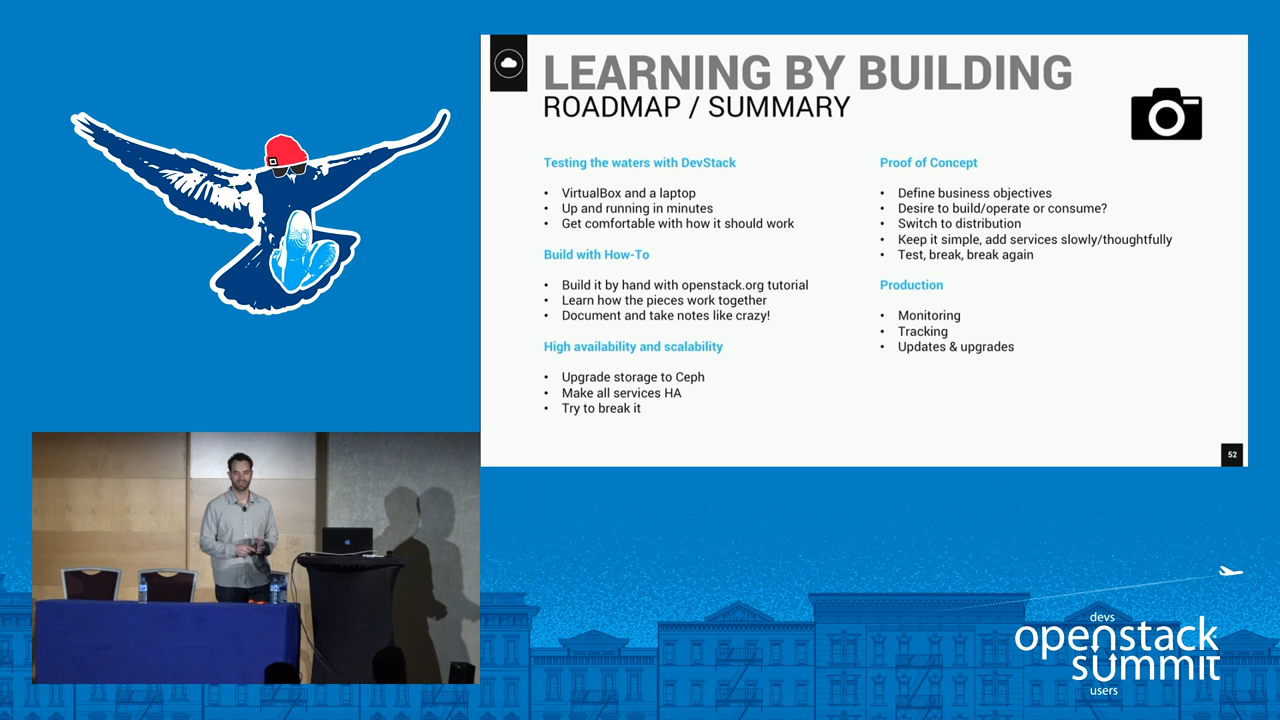 LEARNING BY BUILDING
ROADMAP / SUMMARY
Testing the waters with DevStack
• VirtualBox and a laptop
• Up and running in minutes
• Get comfortable with how it should work
Build with How-To
• Build it by hand with openstack.org tutorial
• Learn how the pieces work together
• Document and take notes like crazy!
High availability and scalability
• Upgrade storage to Ceph
• Make all services HA
• Try to break it
Proof of Concept
• Define business objectives
• Desire to build/operate or consume?
• Switch to distribution
• Keep it simple, add services slowly/thoughtfully
• Test, break, break again
Production
• Monitoring
• Tracking
• Updates & upgrades
52
devs
openstack
summit
users